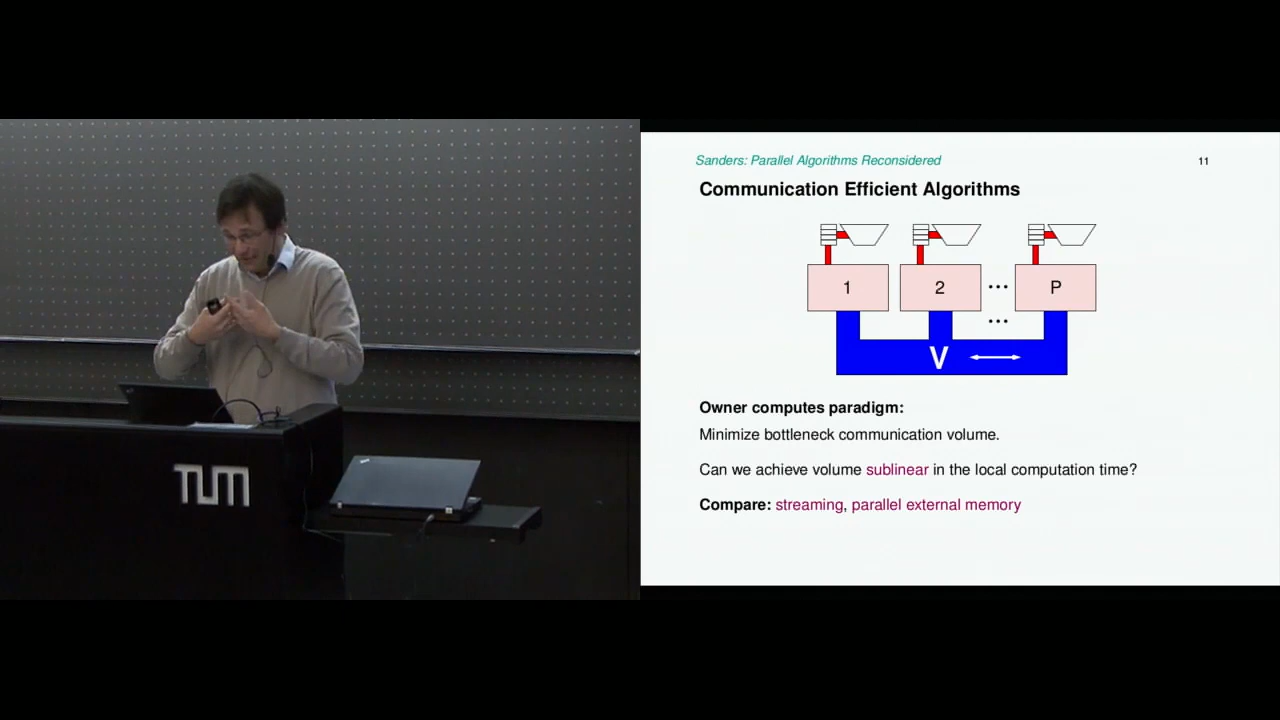 TUM
Sanders: Parallel Algorithms Reconsidered
11
Communication Efficient Algorithms
1
2
...
P
...
V
Owner computes paradigm:
Minimize bottleneck communication volume.
Can we achieve volume sublinear in the local computation time?
Compare: streaming, parallel external memory